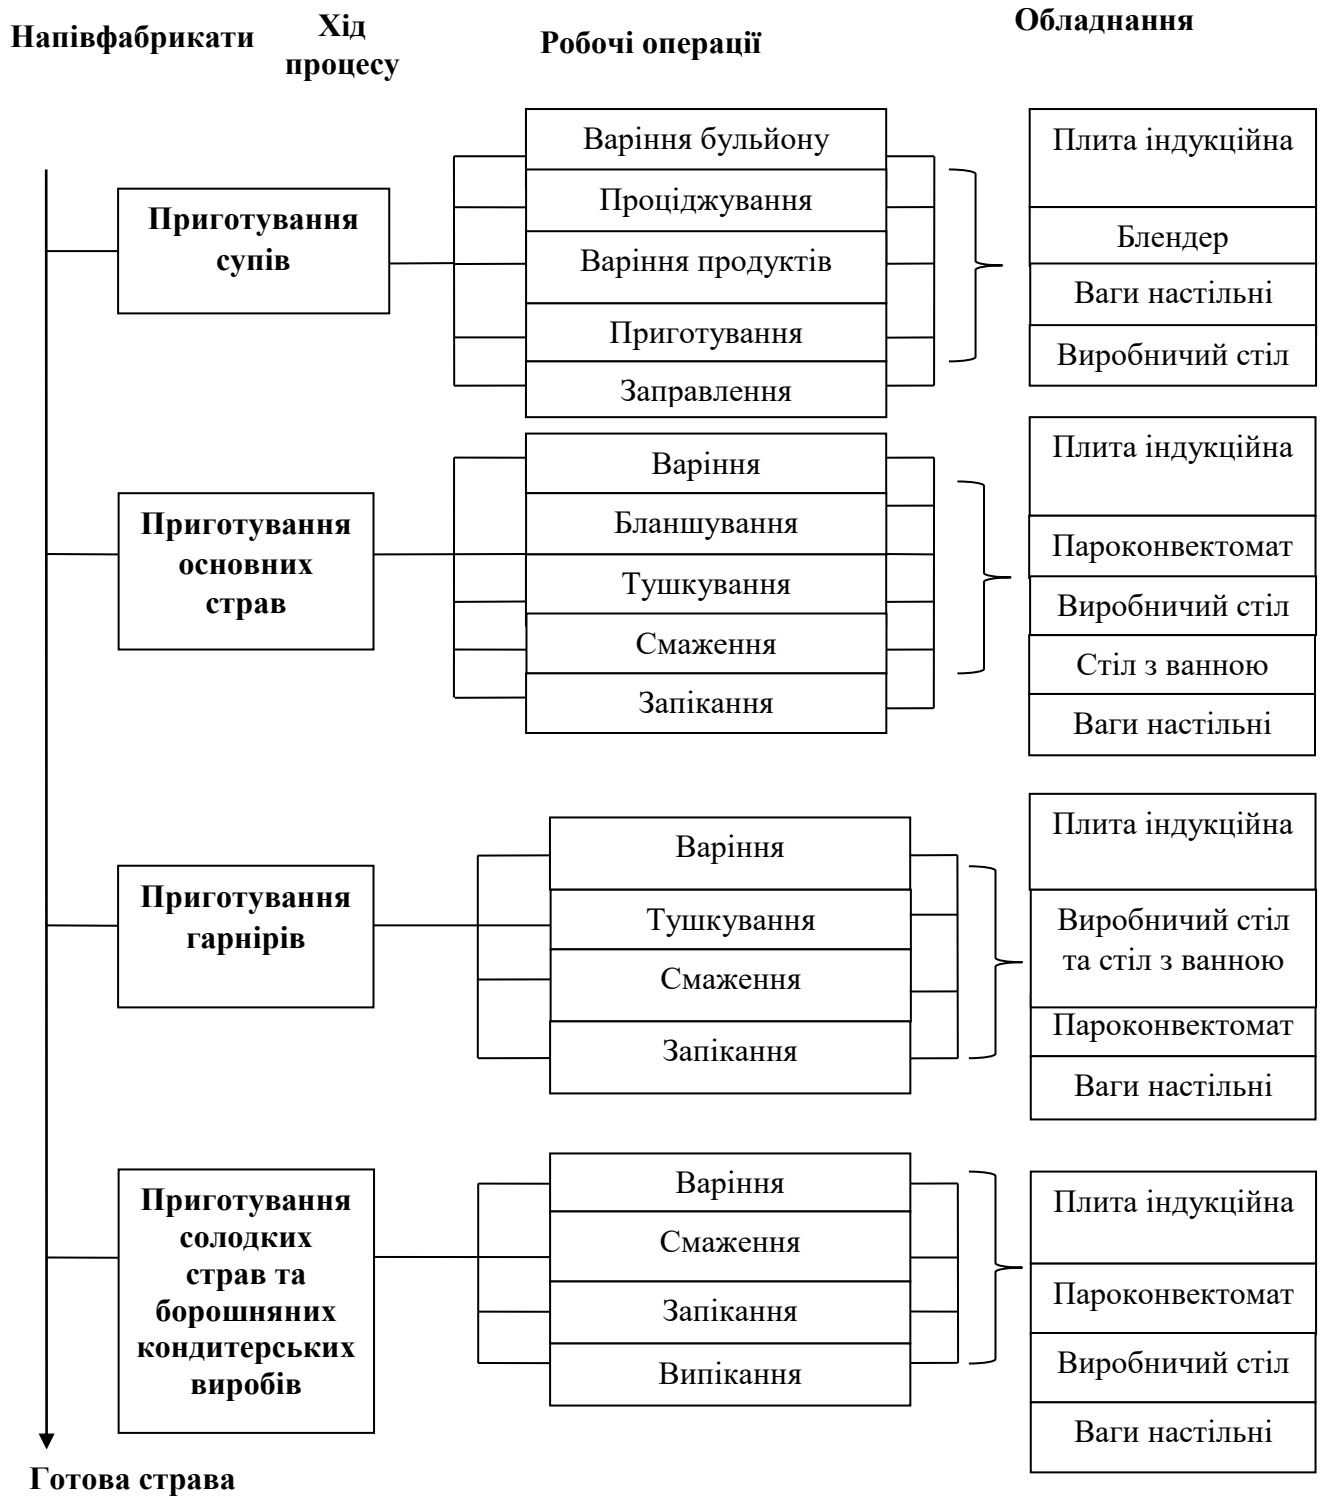 Напівфабрикати
Хід
процесу
Робочі операції
Обладнання
Приготування
супів
Варіння бульйону
Проціджування
Варіння продуктів
Приготування
Заправлення
Плита індукційна
Блендер
Ваги настільні
Виробничий стіл
Приготування
основних
страв
Варіння
Бланшування
Тушкування
Смаження
Запікання
Плита індукційна
Пароконвектомат
Виробничий стіл
Стіл з ванною
Ваги настільні
Приготування
гарнірів
Варіння
Тушкування
Смаження
Запікання
Плита індукційна
Виробничий стіл
та стіл з ванною
Пароконвектомат
Ваги настільні
Приготування
солодких
страв та
борошняних
кондитерських
виробів
Варіння
Смаження
Запікання
Випікання
Плита індукційна
Пароконвектомат
Виробничий стіл
Ваги настільні
Готова страва